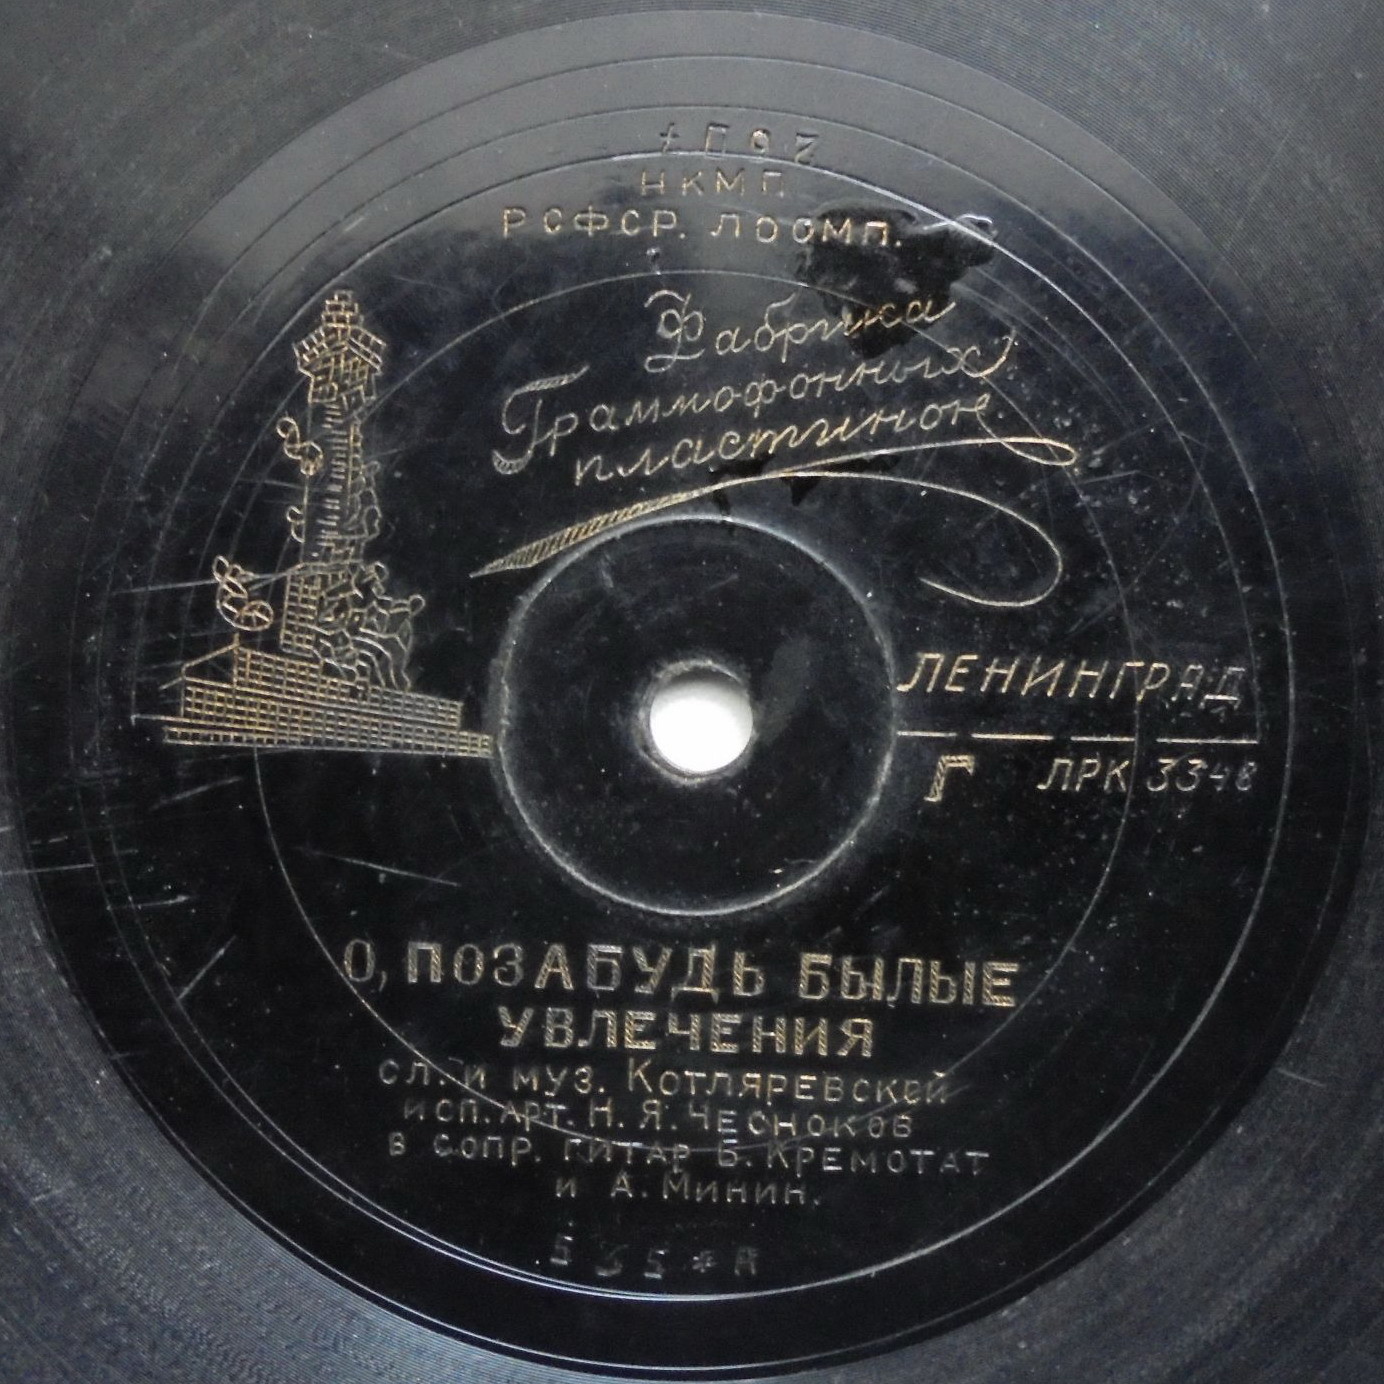 НКМП
РСФСР. ЛООМП.
Фабрика
Граммофонных
пластинок
ЛЕНИНГРАД
Г ЛРК 3348
О, ПОЗАБУДЬ БЫЛЫЕ
УВЛЕЧЕНИЯ
СЛ. И МУЗ. КОТЛЯРЕВСКОЙ
ИСП. АРТ. Н. Я. ЧЕСНОКОВ
В СОПР. ГИТАР Б. КРЕМОТАТ
И А. МИНИН.